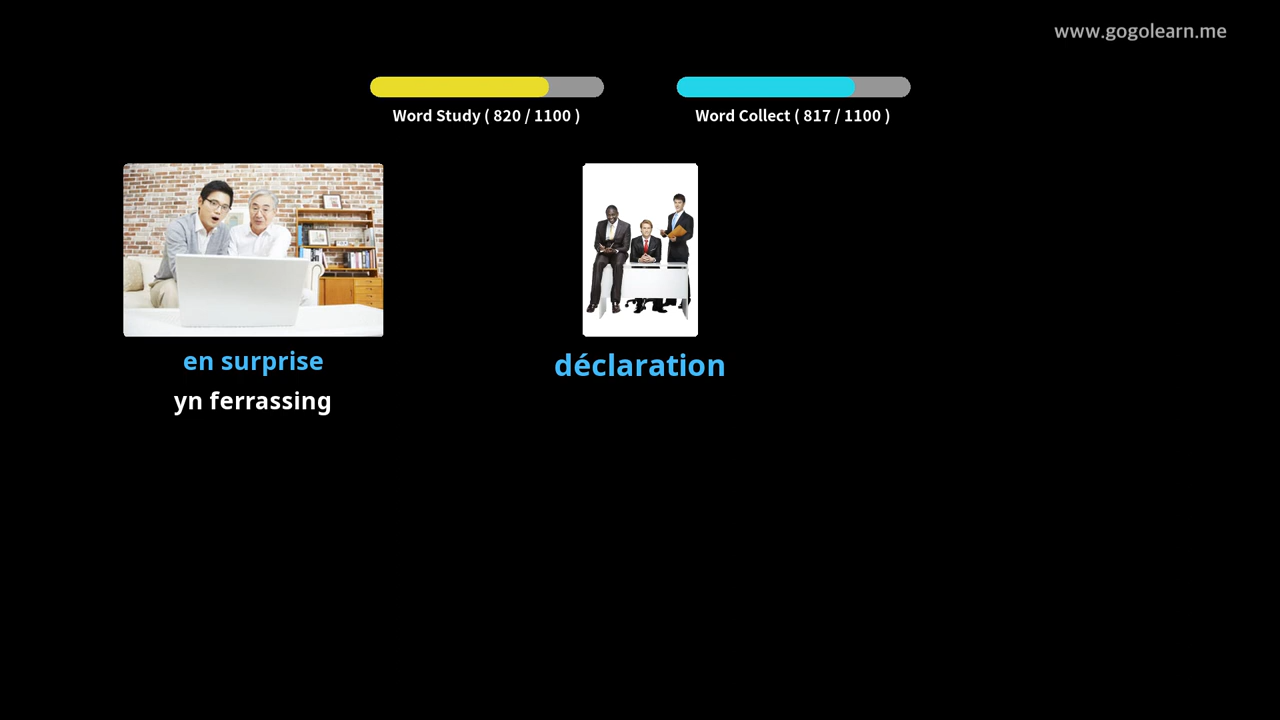 www.gogolearn.me
Word Study ( 820 / 1100 )
Word Collect ( 817 / 1100 )
en surprise
yn ferrassing
déclaration